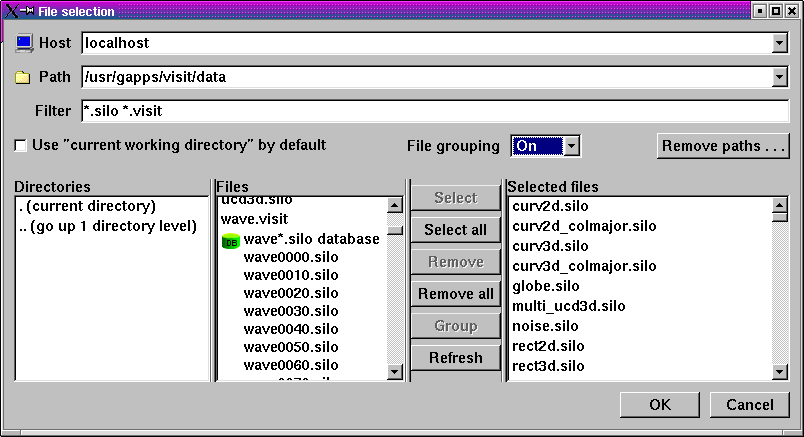 File selection
Host localhost
Path /usr/gapps/visit/data
Filter *.silo *.visit
Use "current working directory" by default File grouping On Remove paths . . .
Directories
. (current directory)
.. (go up 1 directory level)
Files
ucd3d.silo
wave.visit
DB wave*.silo database
wave0000.silo
wave0010.silo
wave0020.silo
wave0030.silo
wave0040.silo
wave0050.silo
wave0060.silo
wave0070.silo
Select
Select all
Remove
Remove all
Group
Refresh
Selected files
curv2d.silo
curv2d_colmajor.silo
curv3d.silo
curv3d_colmajor.silo
globe.silo
multi_ucd3d.silo
noise.silo
rect2d.silo
rect3d.silo
OK Cancel